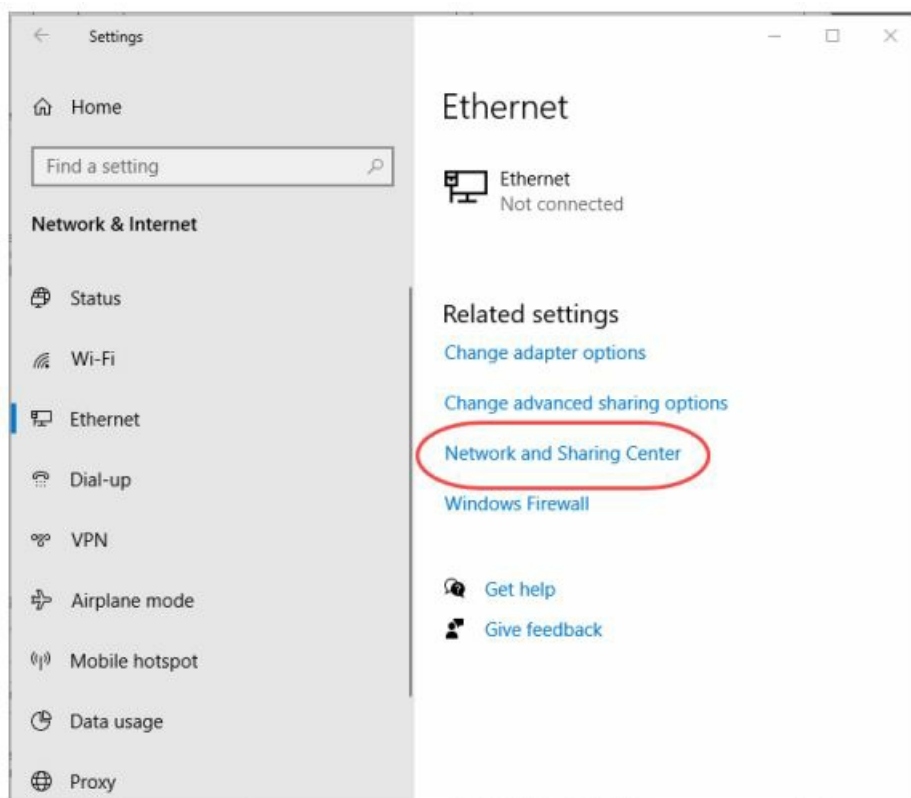 Settings
Home
Find a setting
Network & Internet
Status
Wi-Fi
Ethernet
Dial-up
VPN
Airplane mode
Mobile hotspot
Data usage
Proxy
Ethernet
Ethernet
Not connected
Related settings
Change adapter options
Change advanced sharing options
Network and Sharing Center
Windows Firewall
Get help
Give feedback